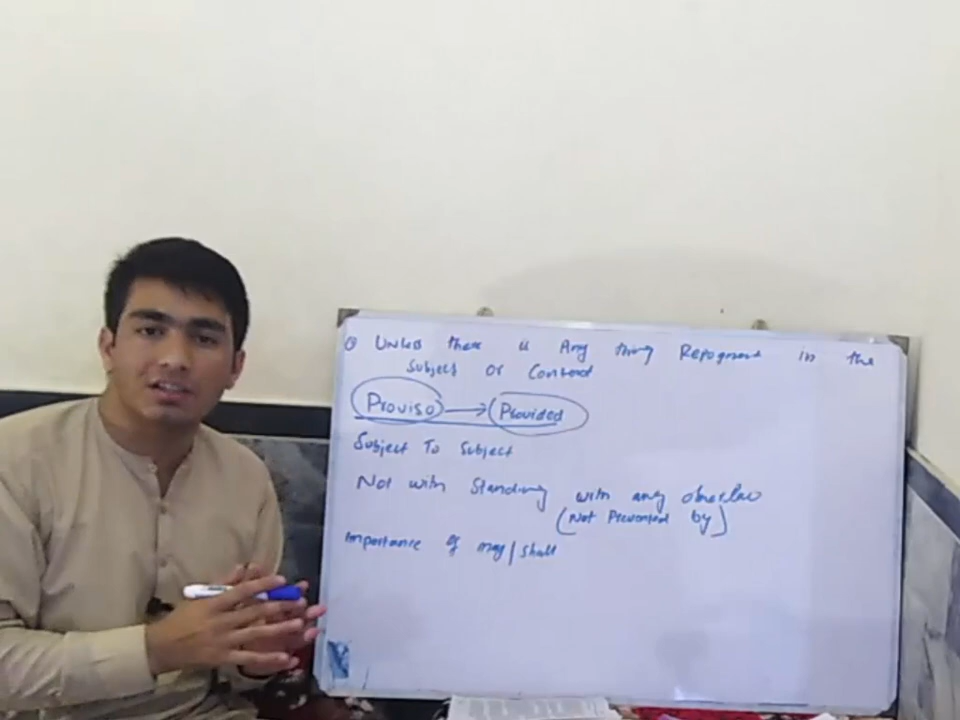 ① Unless there is Any thing Repugnant in the
Subject or Context
Proviso → Provided
Subject To Subject
Not with Standing with any other law
(Not Prevented by)
importance of may/shall